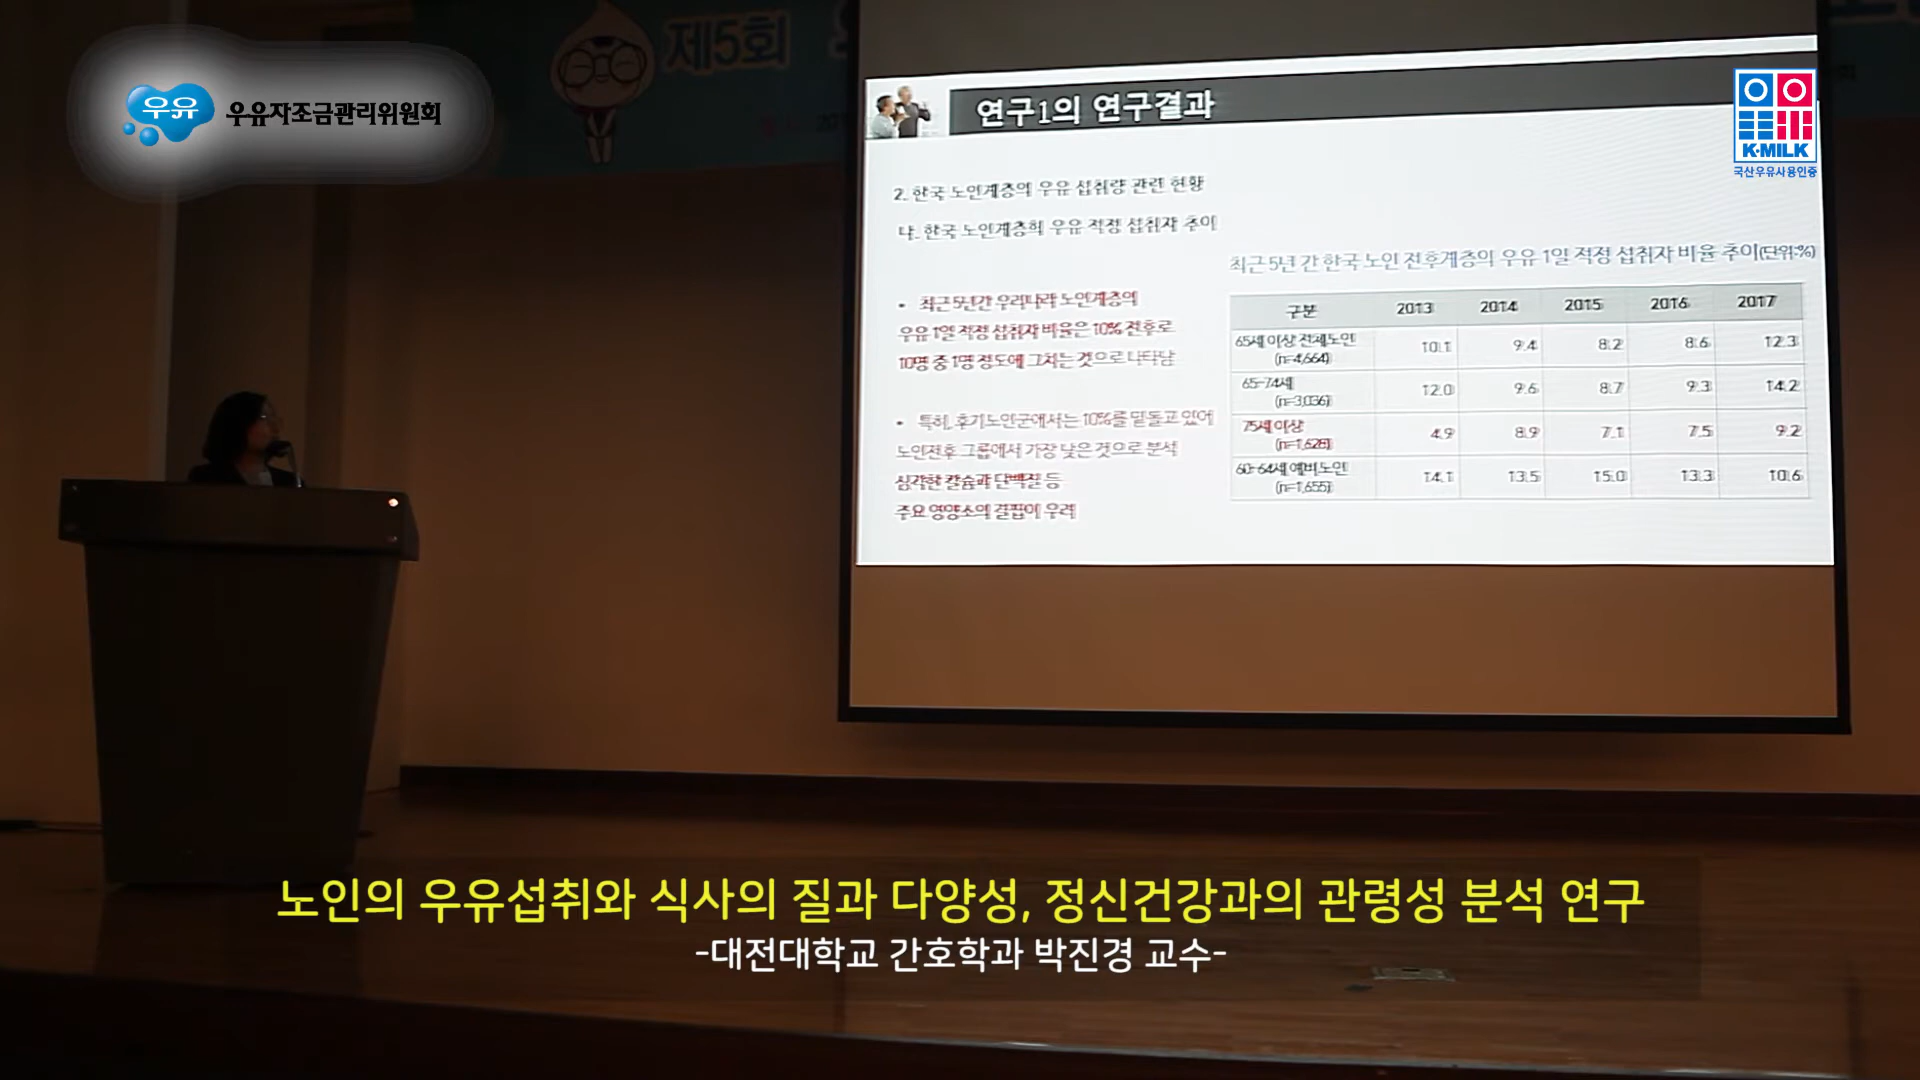 제5회
우유
우유자조금관리위원회
K·MILK
국산우유사용인증
연구1의 연구결과
2. 한국 노인계층의 우유 섭취량 관련 현황
나. 한국 노인계층의 우유 적정 섭취자 추이
• 최근 5년간 우리나라 노인계층의
우유 1일 적정 섭취자 비율은 10% 전후로
10명 중 1명 정도에 그치는 것으로 나타남
• 특히, 후기노인군에서는 10%를 밑돌고 있어
노인전후 그룹에서 가장 낮은 것으로 분석
심각한 칼슘과 단백질 등
주요 영양소의 결핍이 우려
최근 5년 간 한국 노인 전후계층의 우유 1일 적정 섭취자 비율 추이(단위:%)
구분 2013 2014 2015 2016 2017
65세 이상 전체노인
(n=4,664) 10.1 9.4 8.2 8.6 12.3
65-74세
(n=3,036) 12.0 9.6 8.7 9.3 14.2
75세 이상
(n=1,628) 4.9 8.9 7.1 7.5 9.2
60-64세 예비노인
(n=1,655) 14.1 13.5 15.0 13.3 10.6
노인의 우유섭취와 식사의 질과 다양성, 정신건강과의 관령성 분석 연구
-대전대학교 간호학과 박진경 교수-